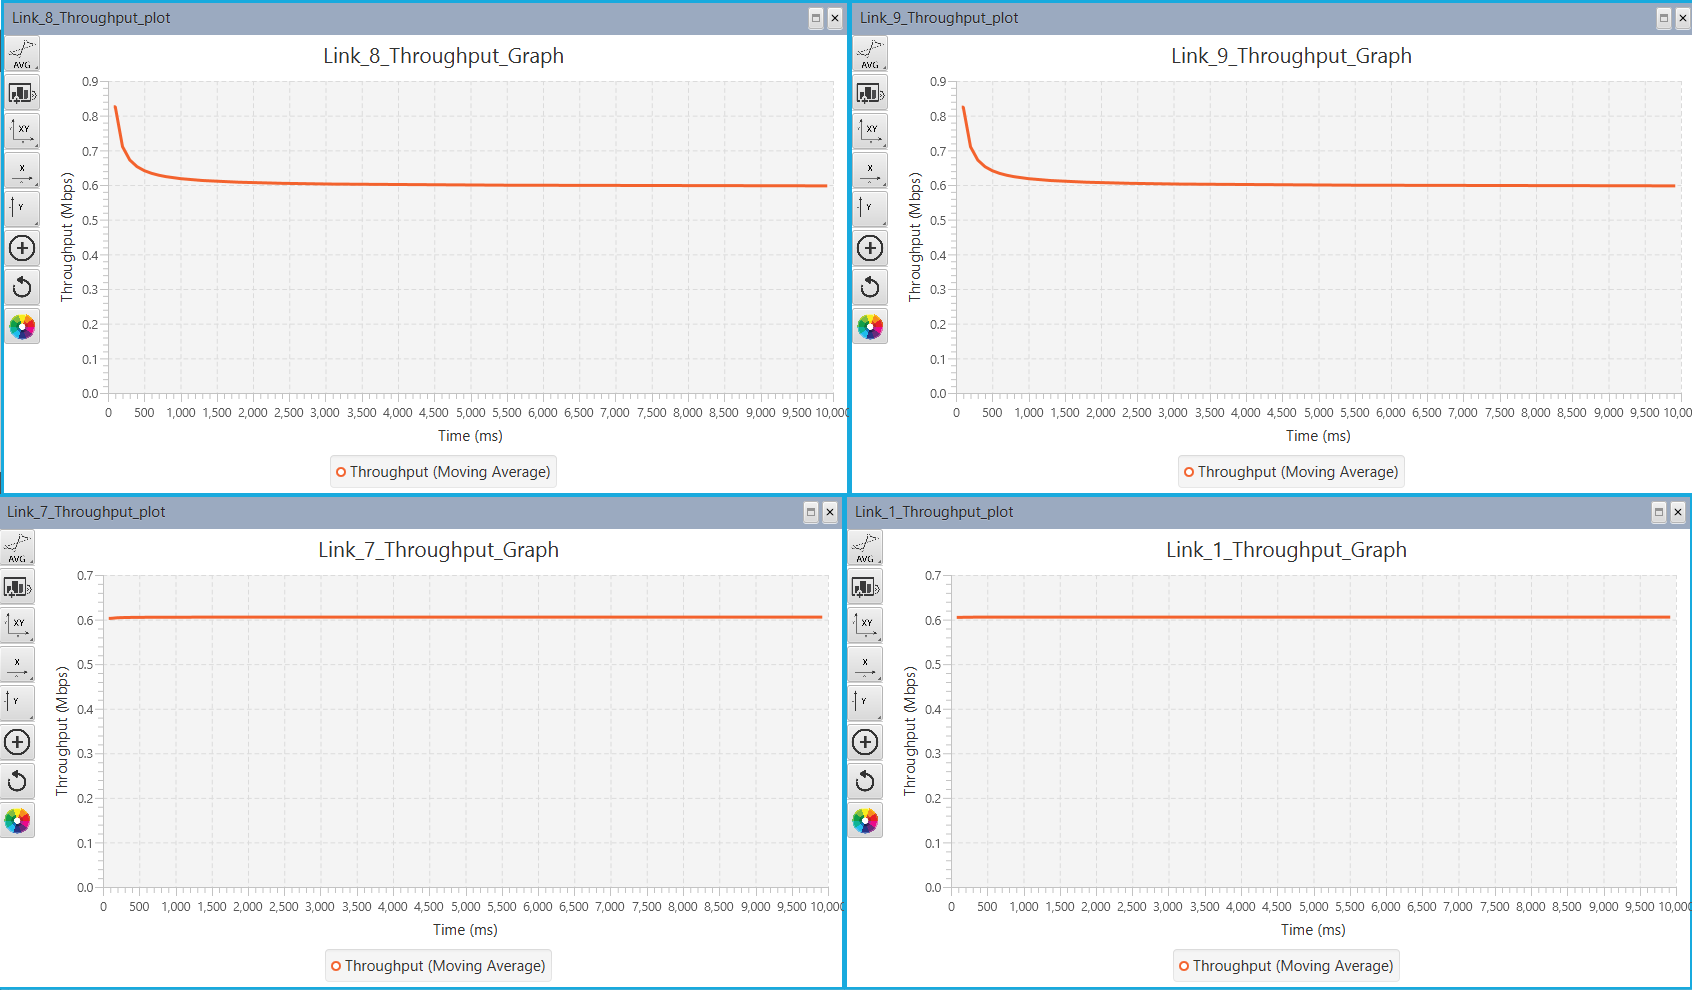 Link_8_Throughput_plot
AVG
XY
X
Y
Link_8_Throughput_Graph
Throughput (Mbps)
0.9
0.8
0.7
0.6
0.5
0.4
0.3
0.2
0.1
0.0
0 500 1,000 1,500 2,000 2,500 3,000 3,500 4,000 4,500 5,000 5,500 6,000 6,500 7,000 7,500 8,000 8,500 9,000 9,500 10,000
Time (ms)
Throughput (Moving Average)
Link_9_Throughput_plot
AVG
XY
X
Y
Link_9_Throughput_Graph
Throughput (Mbps)
0.9
0.8
0.7
0.6
0.5
0.4
0.3
0.2
0.1
0.0
0 500 1,000 1,500 2,000 2,500 3,000 3,500 4,000 4,500 5,000 5,500 6,000 6,500 7,000 7,500 8,000 8,500 9,000 9,500 10,00
Time (ms)
Throughput (Moving Average)
Link_7_Throughput_plot
AVG
XY
X
Y
Link_7_Throughput_Graph
Throughput (Mbps)
0.7
0.6
0.5
0.4
0.3
0.2
0.1
0.0
0 500 1,000 1,500 2,000 2,500 3,000 3,500 4,000 4,500 5,000 5,500 6,000 6,500 7,000 7,500 8,000 8,500 9,000 9,500 10,000
Time (ms)
Throughput (Moving Average)
Link_1_Throughput_plot
AVG
XY
X
Y
Link_1_Throughput_Graph
Throughput (Mbps)
0.7
0.6
0.5
0.4
0.3
0.2
0.1
0.0
0 500 1,000 1,500 2,000 2,500 3,000 3,500 4,000 4,500 5,000 5,500 6,000 6,500 7,000 7,500 8,000 8,500 9,000 9,500 10,000
Time (ms)
Throughput (Moving Average)